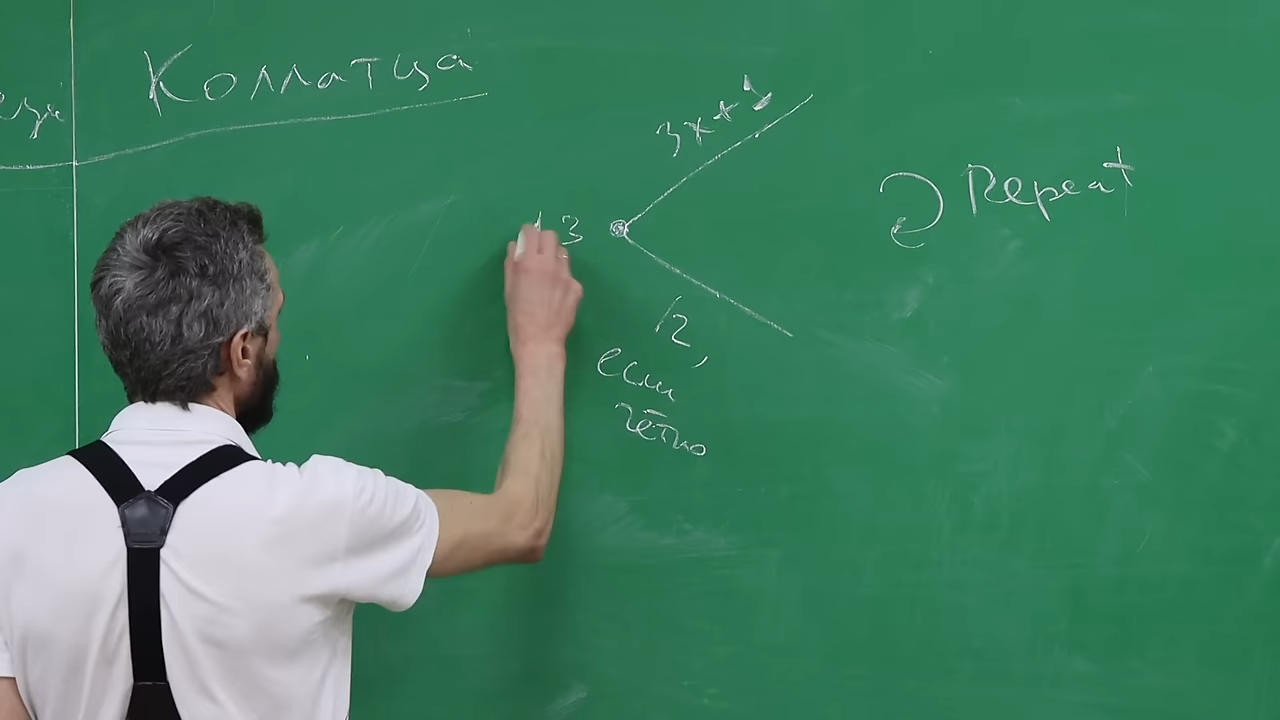 Коллатца
3x+1
Repeat
13
/2,
если
чётно